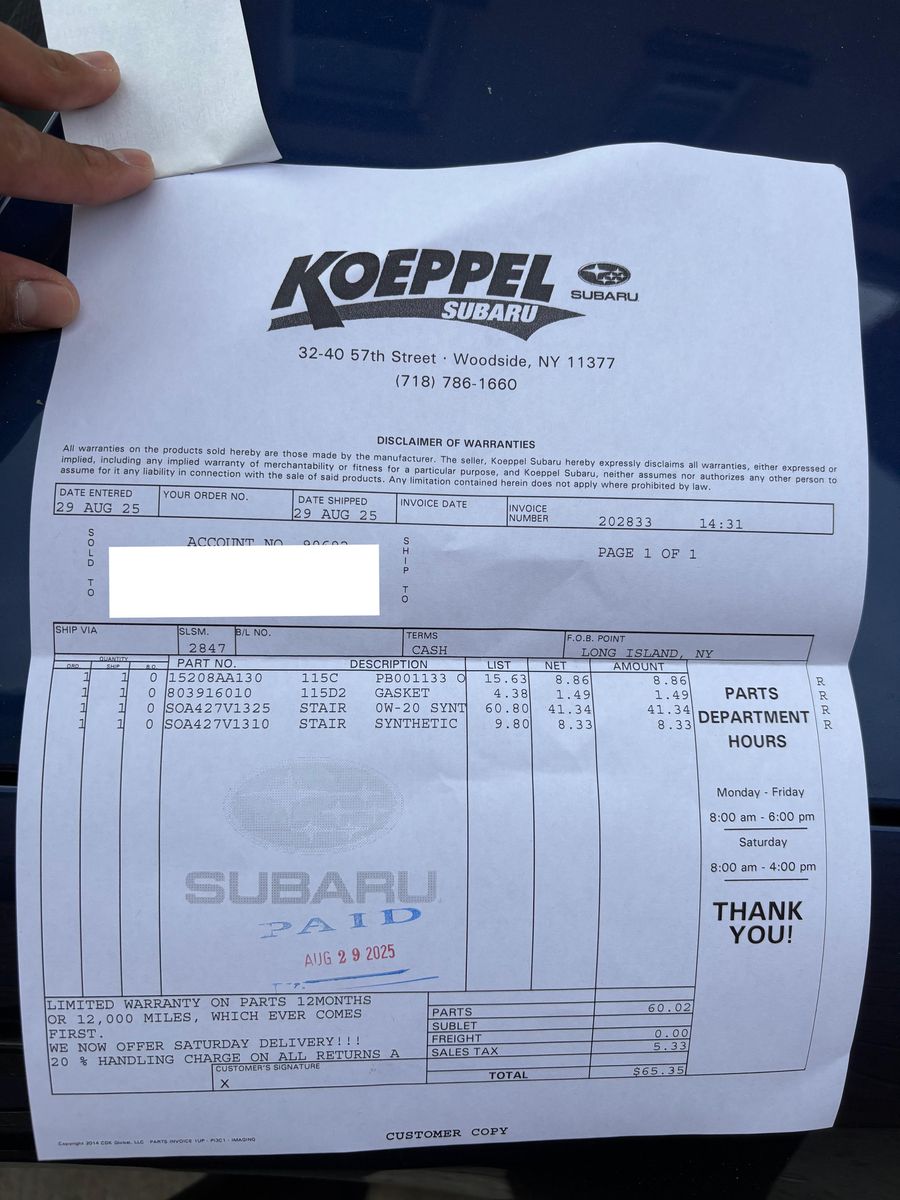 KOEPPEL
SUBARU
SUBARU
32-40 57th Street · Woodside, NY 11377
(718) 786-1660
DISCLAIMER OF WARRANTIES
All warranties on the products sold hereby are those made by the manufacturer. The seller, Koeppel Subaru hereby expressly disclaims all warranties, either expressed or
implied, including any implied warranty of merchantability or fitness for a particular purpose, and Koeppel Subaru, neither assumes nor authorizes any other person to
assume for it any liability in connection with the sale of said products. Any limitation contained herein does not apply where prohibited by law.
DATE ENTERED YOUR ORDER NO. DATE SHIPPED INVOICE DATE INVOICE NUMBER
29 AUG 25 29 AUG 25 202833 14:31
SOLD TO ACCOUNT NO. SHIP TO PAGE 1 OF 1
SHIP VIA SLSM. B/L NO. TERMS F.O.B. POINT
2847 CASH LONG ISLAND, NY
QUANTITY
ORD. SHIP B.O. PART NO. DESCRIPTION LIST NET AMOUNT
1 1 0 15208AA130 115C PB001133 O 15.63 8.86 8.86 R
1 1 0 803916010 115D2 GASKET 4.38 1.49 1.49 R
1 1 0 SOA427V1325 STAIR 0W-20 SYNT 60.80 41.34 41.34 R
1 1 0 SOA427V1310 STAIR SYNTHETIC 9.80 8.33 8.33 R
PARTS
DEPARTMENT
HOURS
Monday - Friday
8:00 am - 6:00 pm
Saturday
8:00 am - 4:00 pm
THANK
YOU!
SUBARU
PAID
AUG 29 2025
LIMITED WARRANTY ON PARTS 12MONTHS
OR 12,000 MILES, WHICH EVER COMES
FIRST.
WE NOW OFFER SATURDAY DELIVERY!!!
20 % HANDLING CHARGE ON ALL RETURNS A
CUSTOMER'S SIGNATURE
X
PARTS 60.02
SUBLET
FREIGHT 0.00
SALES TAX 5.33
TOTAL $65.35
Copyright 2014 CDK Global, LLC PARTS INVOICE 1UP - PI3C1 - IMAGING
CUSTOMER COPY